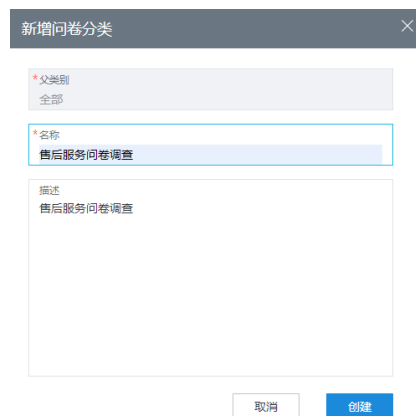 新增问卷分类
*父类别
全部
*名称
售后服务问卷调查
描述
售后服务问卷调查
取消 创建